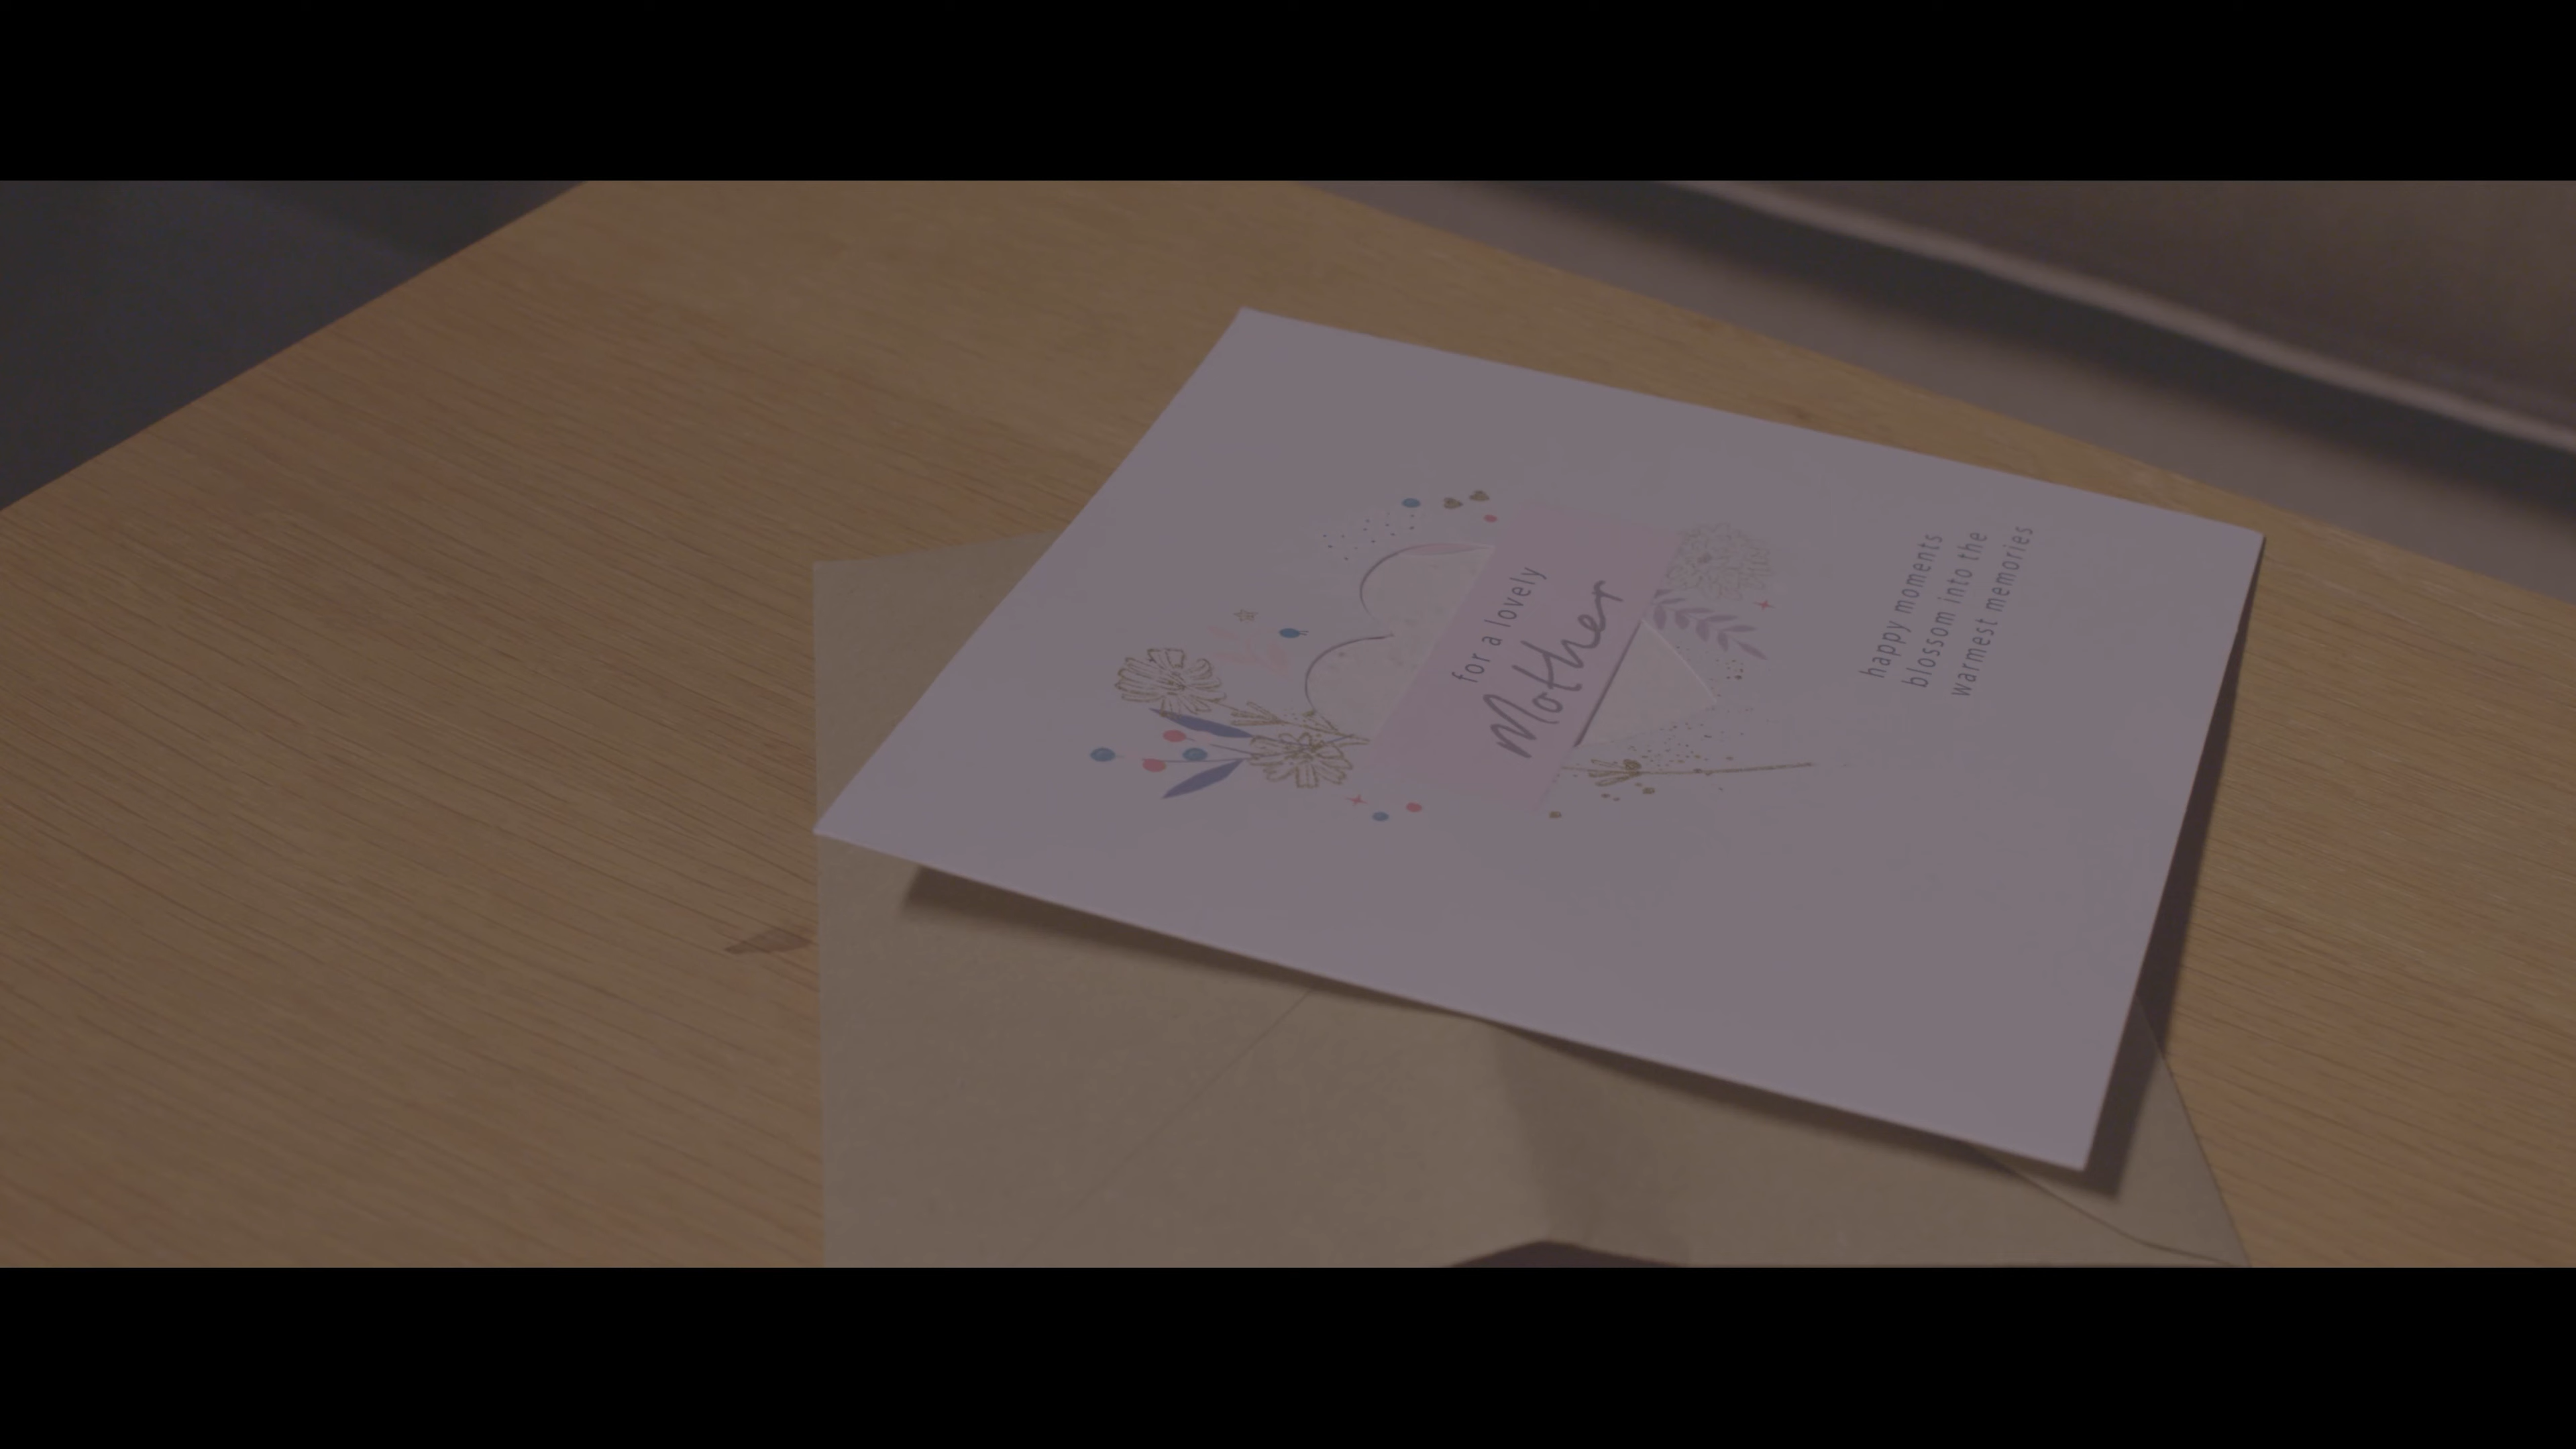 for a lovely
Mother
happy moments
blossom into the
warmest memories